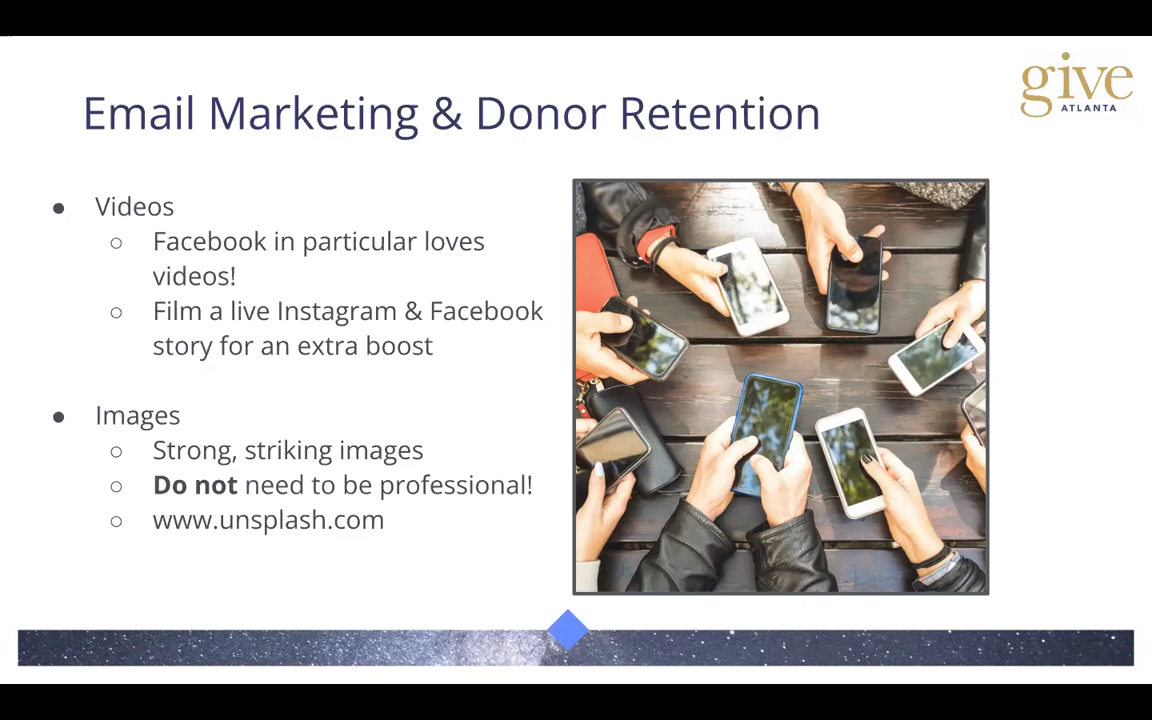 give
ATLANTA
Email Marketing & Donor Retention
● Videos
○ Facebook in particular loves
videos!
○ Film a live Instagram & Facebook
story for an extra boost
● Images
○ Strong, striking images
○ Do not need to be professional!
○ www.unsplash.com